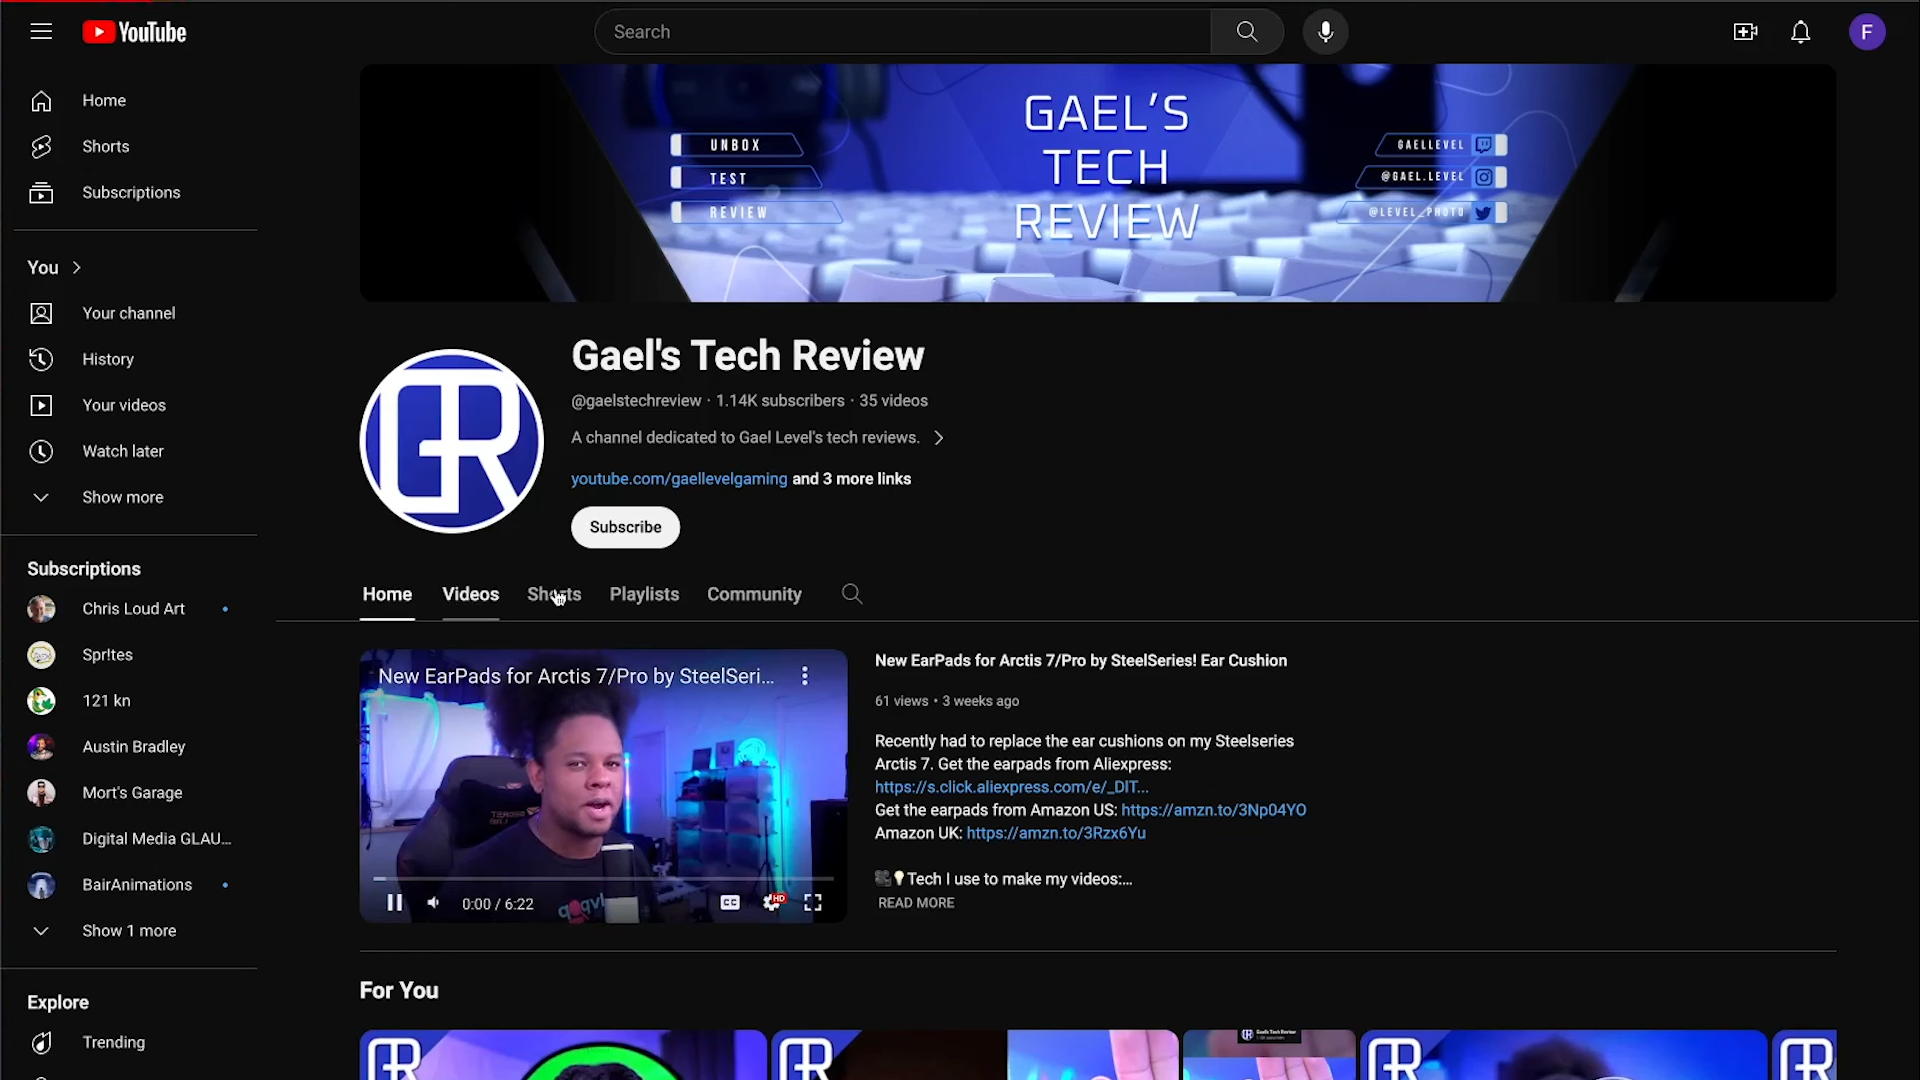 YouTube
Search
F
Home
Shorts
Subscriptions
You
Your channel
History
Your videos
Watch later
Show more
Subscriptions
Chris Loud Art
Spr!tes
121 kn
Austin Bradley
Mort's Garage
Digital Media GLAU...
BairAnimations
Show 1 more
Explore
Trending
UNBOX
TEST
REVIEW
GAEL'S
TECH
REVIEW
GAELLEVEL
@GAEL.LEVEL
@LEVEL_PHOTO
Gael's Tech Review
@gaelstechreview · 1.14K subscribers · 35 videos
A channel dedicated to Gael Level's tech reviews.
youtube.com/gaellevelgaming and 3 more links
Subscribe
Home Videos Shorts Playlists Community
New EarPads for Arctis 7/Pro by SteelSeri...
0:00 / 6:22
CC
HD
New EarPads for Arctis 7/Pro by SteelSeries! Ear Cushion
61 views • 3 weeks ago
Recently had to replace the ear cushions on my Steelseries
Arctis 7. Get the earpads from Aliexpress:
https://s.click.aliexpress.com/e/_DIT...
Get the earpads from Amazon US: https://amzn.to/3Np04YO
Amazon UK: https://amzn.to/3Rzx6Yu
🎥💡Tech I use to make my videos:...
READ MORE
For You